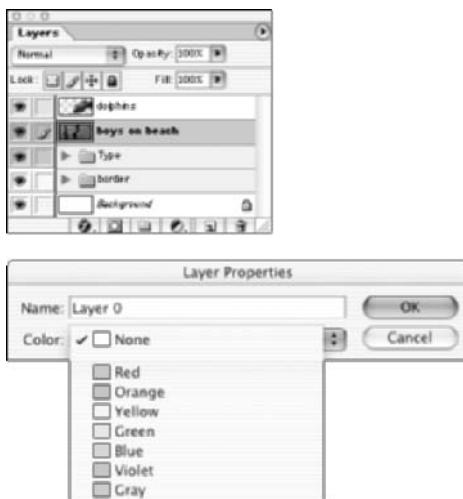 Layers
Normal Opacity: 100%
Lock: Fill: 100%
dolphins
boys on beach
Type
border
Background
Layer Properties
Name: Layer 0 OK
Color: ✓ None Cancel
Red
Orange
Yellow
Green
Blue
Violet
Gray